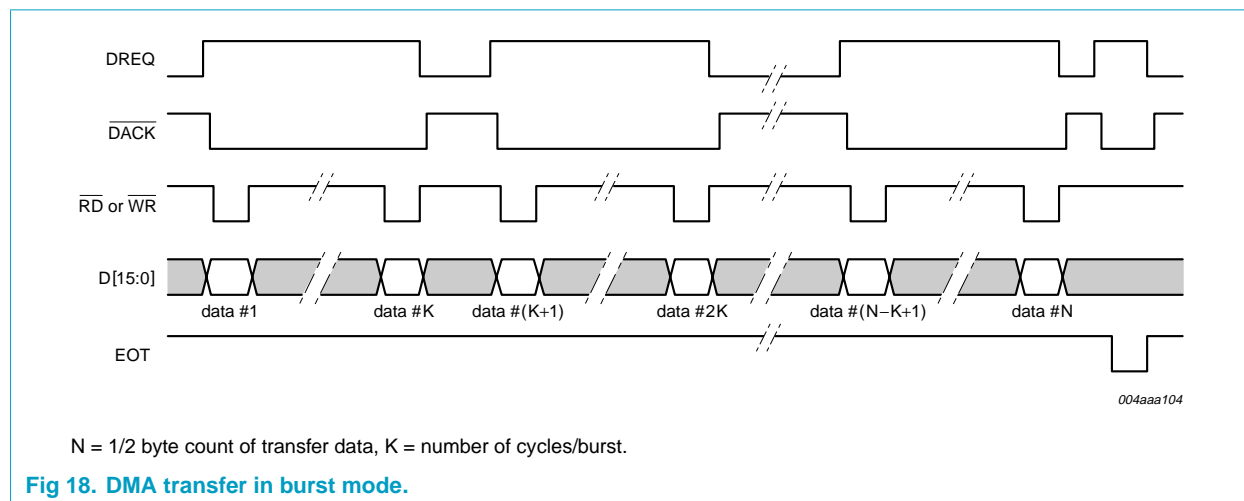 DREQ
DACK
RD or WR
D[15:0]
data #1
data #K
data #(K+1)
data #2K
data #(N−K+1)
data #N
EOT
004aaa104
N = 1/2 byte count of transfer data, K = number of cycles/burst.
Fig 18. DMA transfer in burst mode.